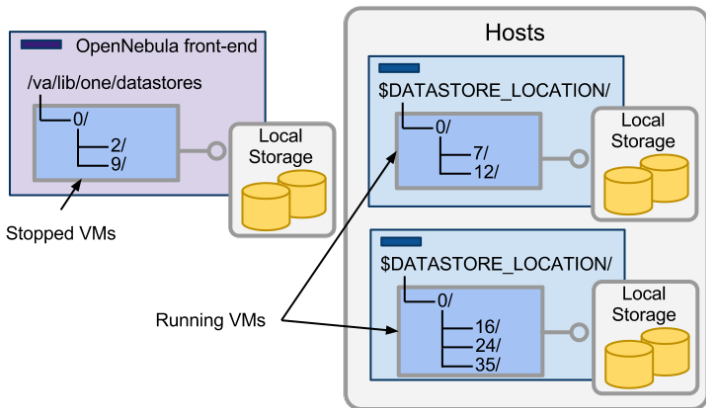 OpenNebula front-end
/va/lib/one/datastores
0/
2/
9/
Local
Storage
Stopped VMs
Hosts
$DATASTORE_LOCATION/
0/
7/
12/
Local
Storage
$DATASTORE_LOCATION/
0/
16/
24/
35/
Local
Storage
Running VMs